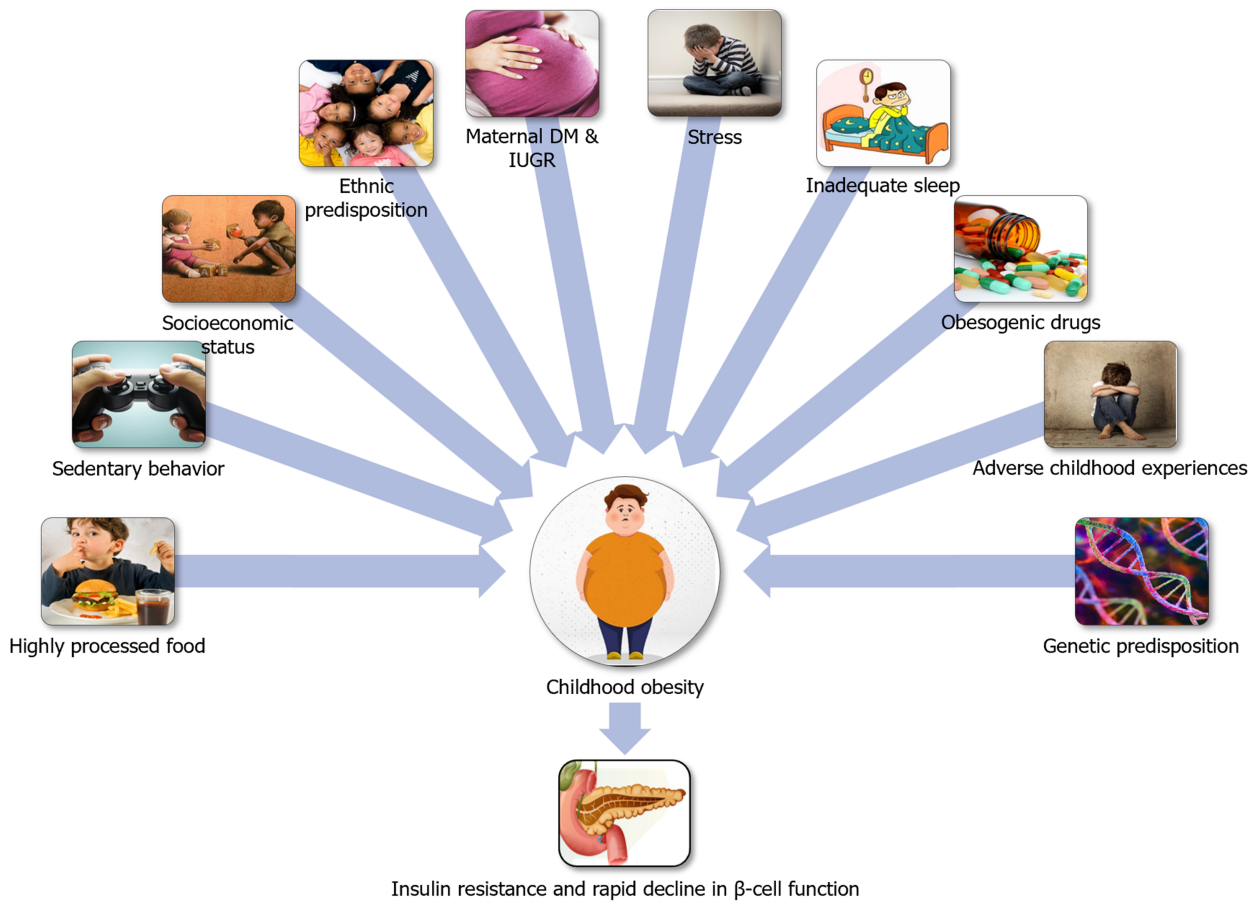 Maternal DM &
IUGR
Stress
Ethnic
predisposition
Inadequate sleep
Socioeconomic
status
Obesogenic drugs
Sedentary behavior
Adverse childhood experiences
Highly processed food
Genetic predisposition
Childhood obesity
Insulin resistance and rapid decline in β-cell function